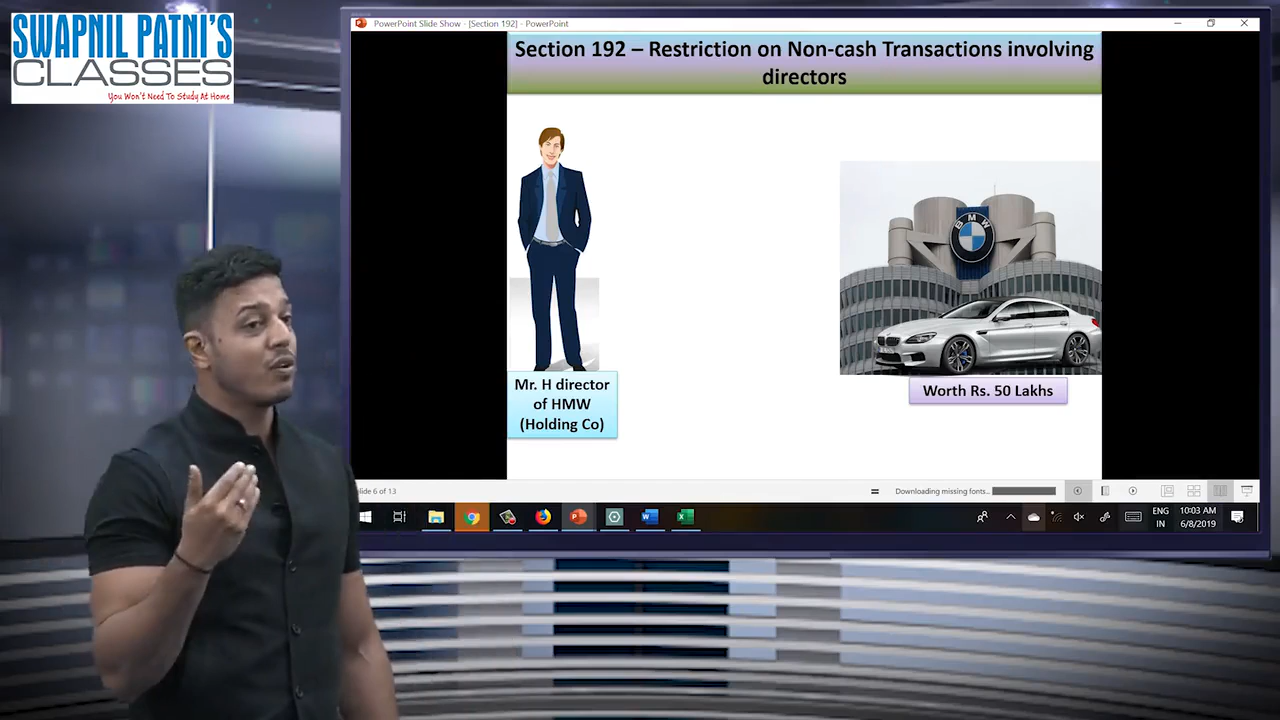 SWAPNIL PATNI'S
CLASSES
You Won't Need To Study At Home
PowerPoint Slide Show - [Section 192] - PowerPoint
Section 192 – Restriction on Non-cash Transactions involving
directors
BMW
Mr. H director
of HMW
(Holding Co)
Worth Rs. 50 Lakhs
lide 6 of 13
Downloading missing fonts...
ENG
IN
10:03 AM
6/8/2019